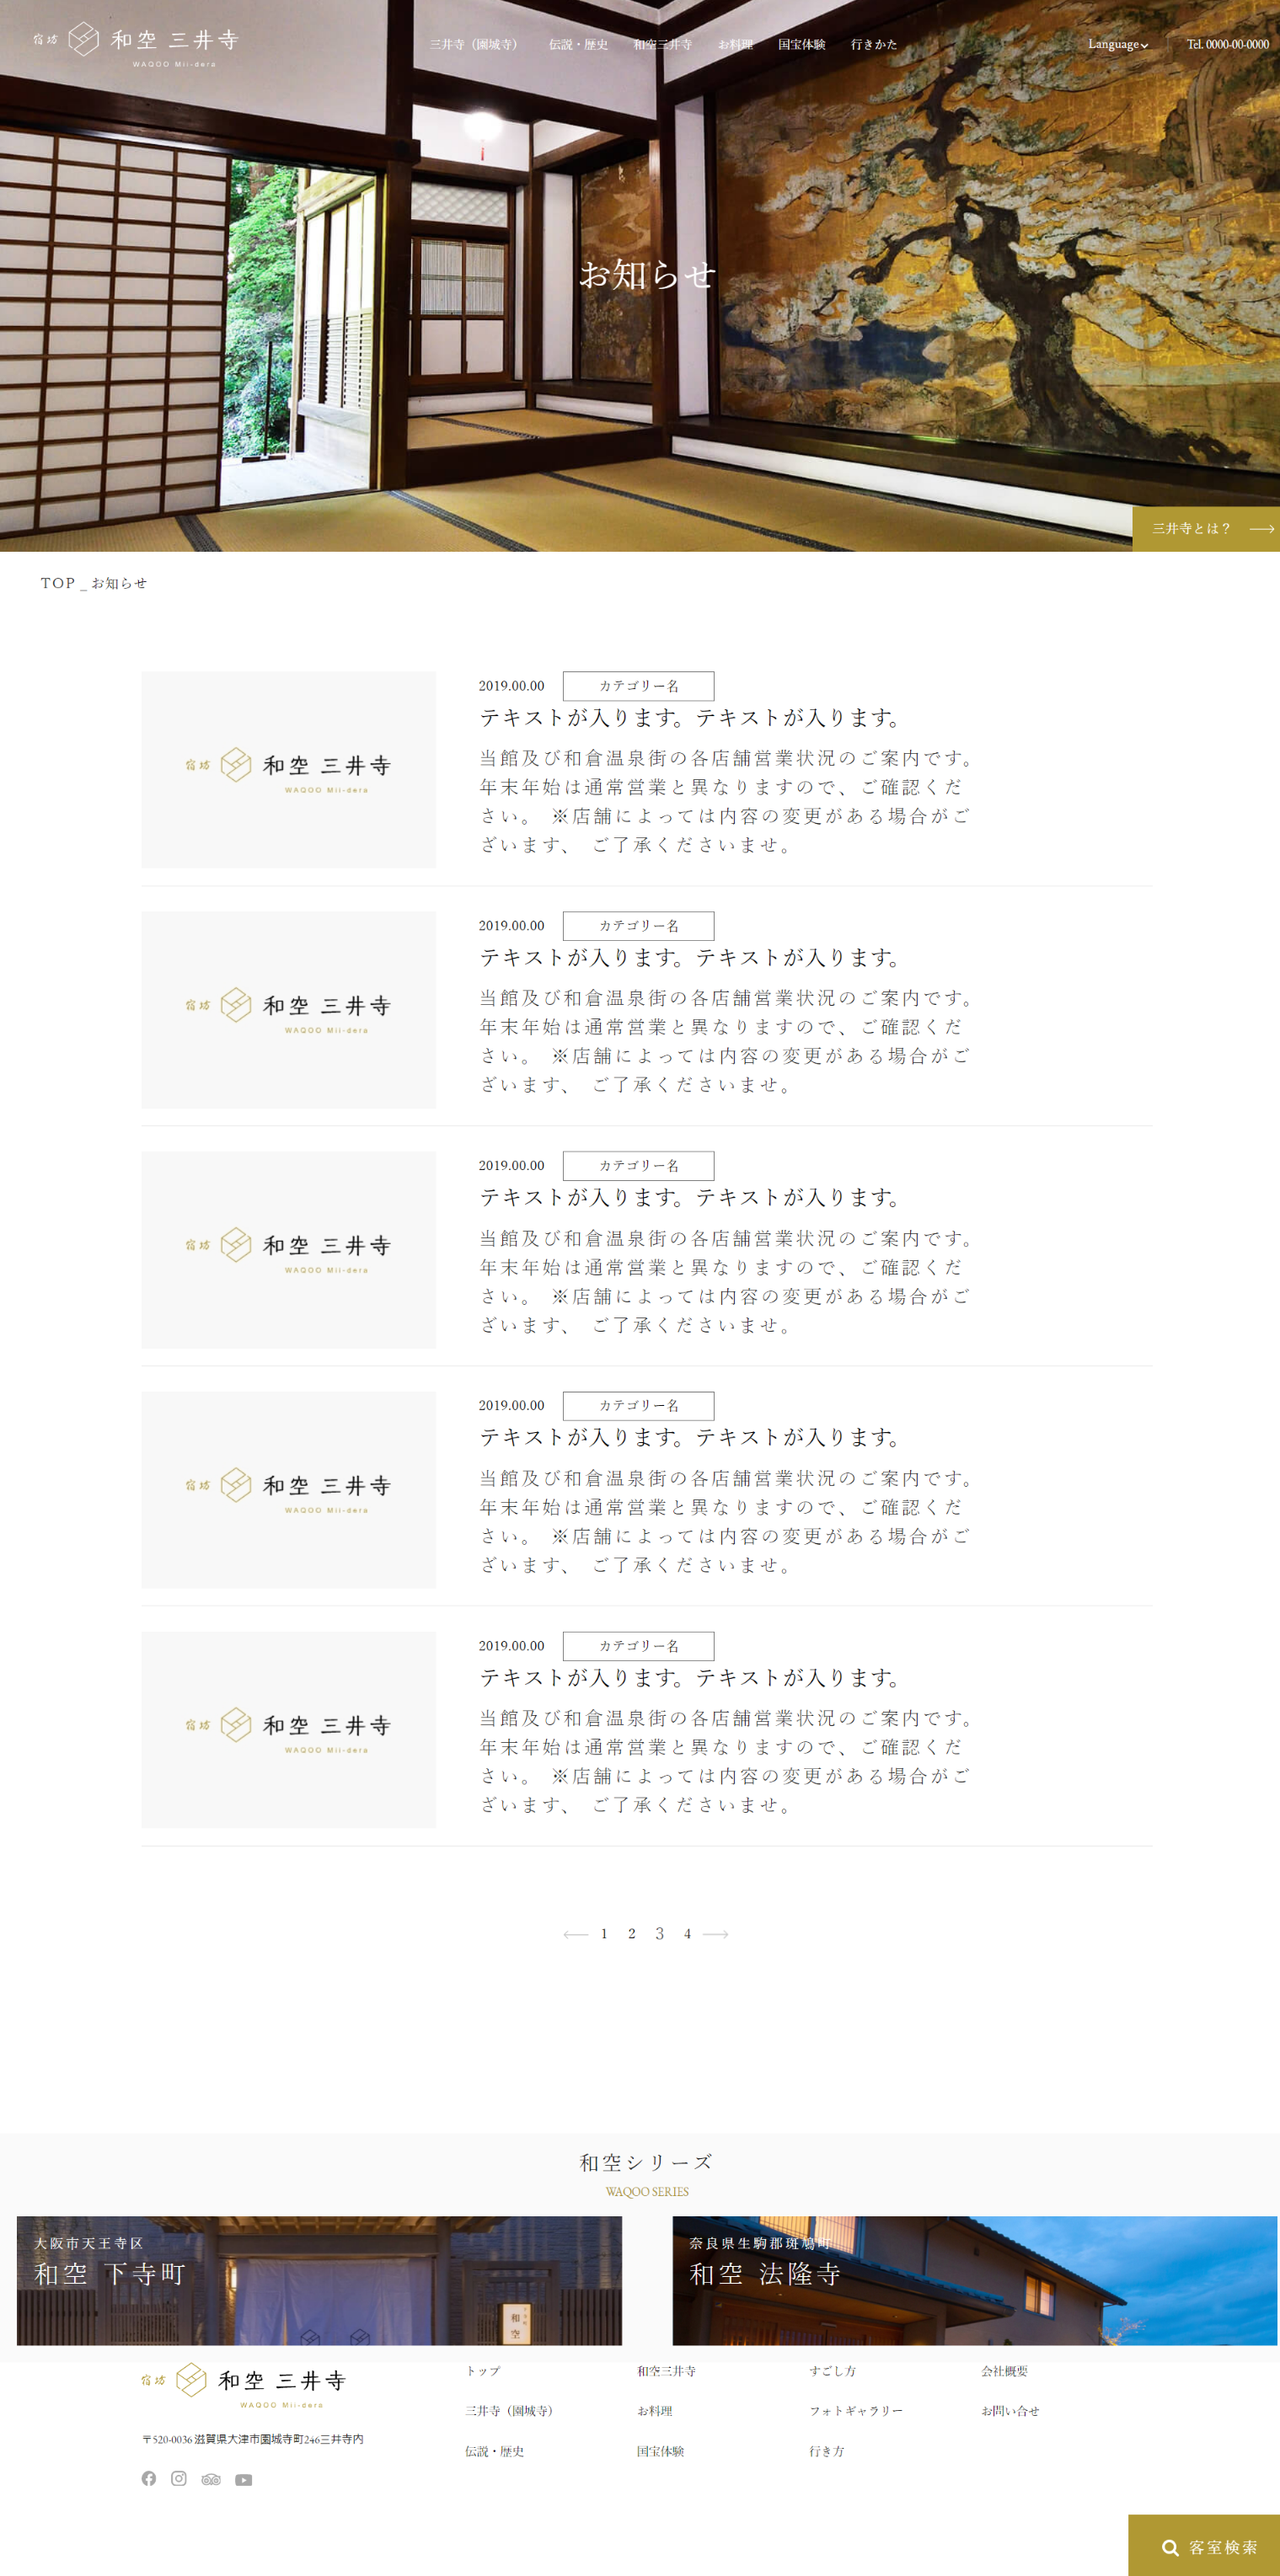 宿坊 和空 三井寺
WAQOO Mii-dera
三井寺（園城寺） 伝説・歴史 和空三井寺 お料理 国宝体験 行きかた
Language
Tel. 0000-00-0000
お知らせ
三井寺とは？
TOP _ お知らせ
宿坊 和空 三井寺
WAQOO Mii-dera
2019.00.00 カテゴリー名
テキストが入ります。テキストが入ります。
当館及び和倉温泉街の各店舗営業状況のご案内です。
年末年始は通常営業と異なりますので、ご確認くだ
さい。 ※店舗によっては内容の変更がある場合がご
ざいます、 ご了承くださいませ。
宿坊 和空 三井寺
WAQOO Mii-dera
2019.00.00 カテゴリー名
テキストが入ります。テキストが入ります。
当館及び和倉温泉街の各店舗営業状況のご案内です。
年末年始は通常営業と異なりますので、ご確認くだ
さい。 ※店舗によっては内容の変更がある場合がご
ざいます、 ご了承くださいませ。
宿坊 和空 三井寺
WAQOO Mii-dera
2019.00.00 カテゴリー名
テキストが入ります。テキストが入ります。
当館及び和倉温泉街の各店舗営業状況のご案内です。
年末年始は通常営業と異なりますので、ご確認くだ
さい。 ※店舗によっては内容の変更がある場合がご
ざいます、 ご了承くださいませ。
宿坊 和空 三井寺
WAQOO Mii-dera
2019.00.00 カテゴリー名
テキストが入ります。テキストが入ります。
当館及び和倉温泉街の各店舗営業状況のご案内です。
年末年始は通常営業と異なりますので、ご確認くだ
さい。 ※店舗によっては内容の変更がある場合がご
ざいます、 ご了承くださいませ。
宿坊 和空 三井寺
WAQOO Mii-dera
2019.00.00 カテゴリー名
テキストが入ります。テキストが入ります。
当館及び和倉温泉街の各店舗営業状況のご案内です。
年末年始は通常営業と異なりますので、ご確認くだ
さい。 ※店舗によっては内容の変更がある場合がご
ざいます、 ご了承くださいませ。
1 2 3 4
和空シリーズ
WAQOO SERIES
大阪市天王寺区
和空 下寺町
和空
奈良県生駒郡斑鳩町
和空 法隆寺
宿坊 和空 三井寺
WAQOO Mii-dera
〒520-0036 滋賀県大津市園城寺町246三井寺内
トップ 和空三井寺 すごし方 会社概要
三井寺（園城寺） お料理 フォトギャラリー お問い合せ
伝説・歴史 国宝体験 行き方
客室検索